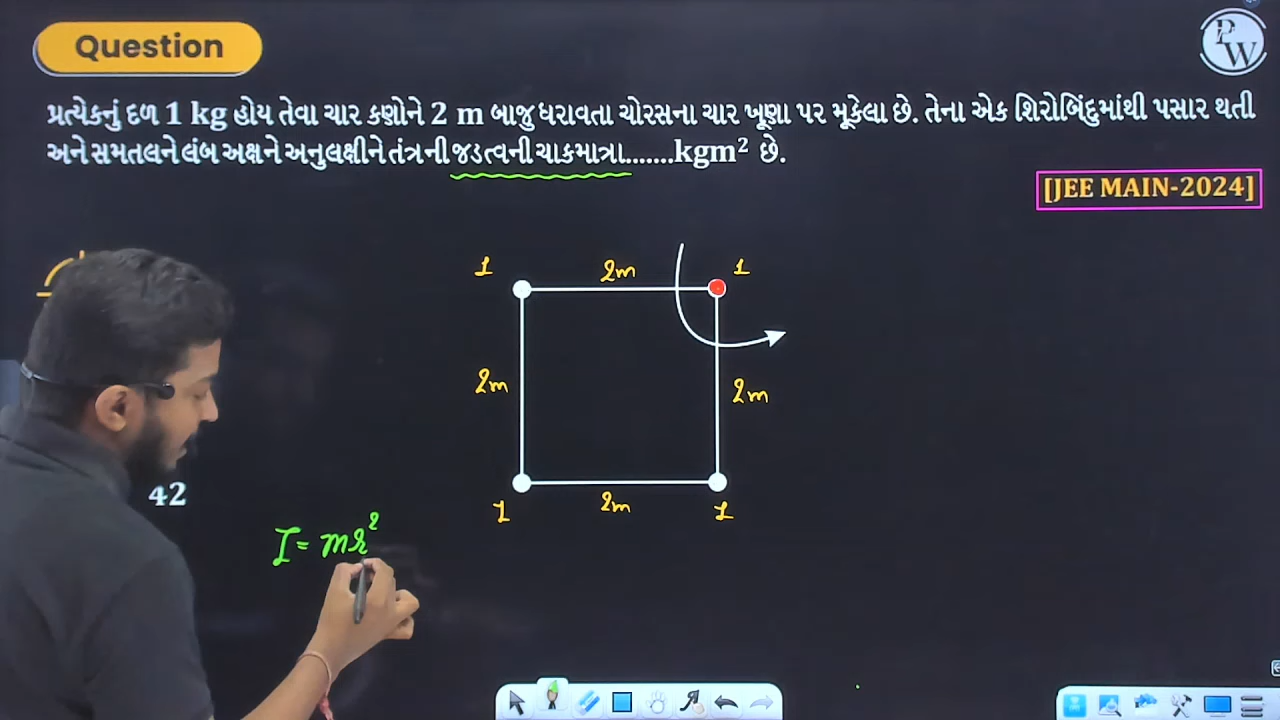 Question
PW
પ્રત્યેકનું દળ 1 kg હોય તેવા ચાર કણોને 2 m બાજુ ધરાવતા ચોરસના ચાર ખૂણા પર મૂકેલા છે. તેના એક શિરોબિંદુમાંથી પસાર થતી
અને સમતલને લંબ અક્ષને અનુલક્ષીને તંત્રની જડત્વની ચાકમાત્રા.......kgm² છે.
[JEE MAIN-2024]
1 2m 1
2m 2m
1 2m 1
42
I = mr²